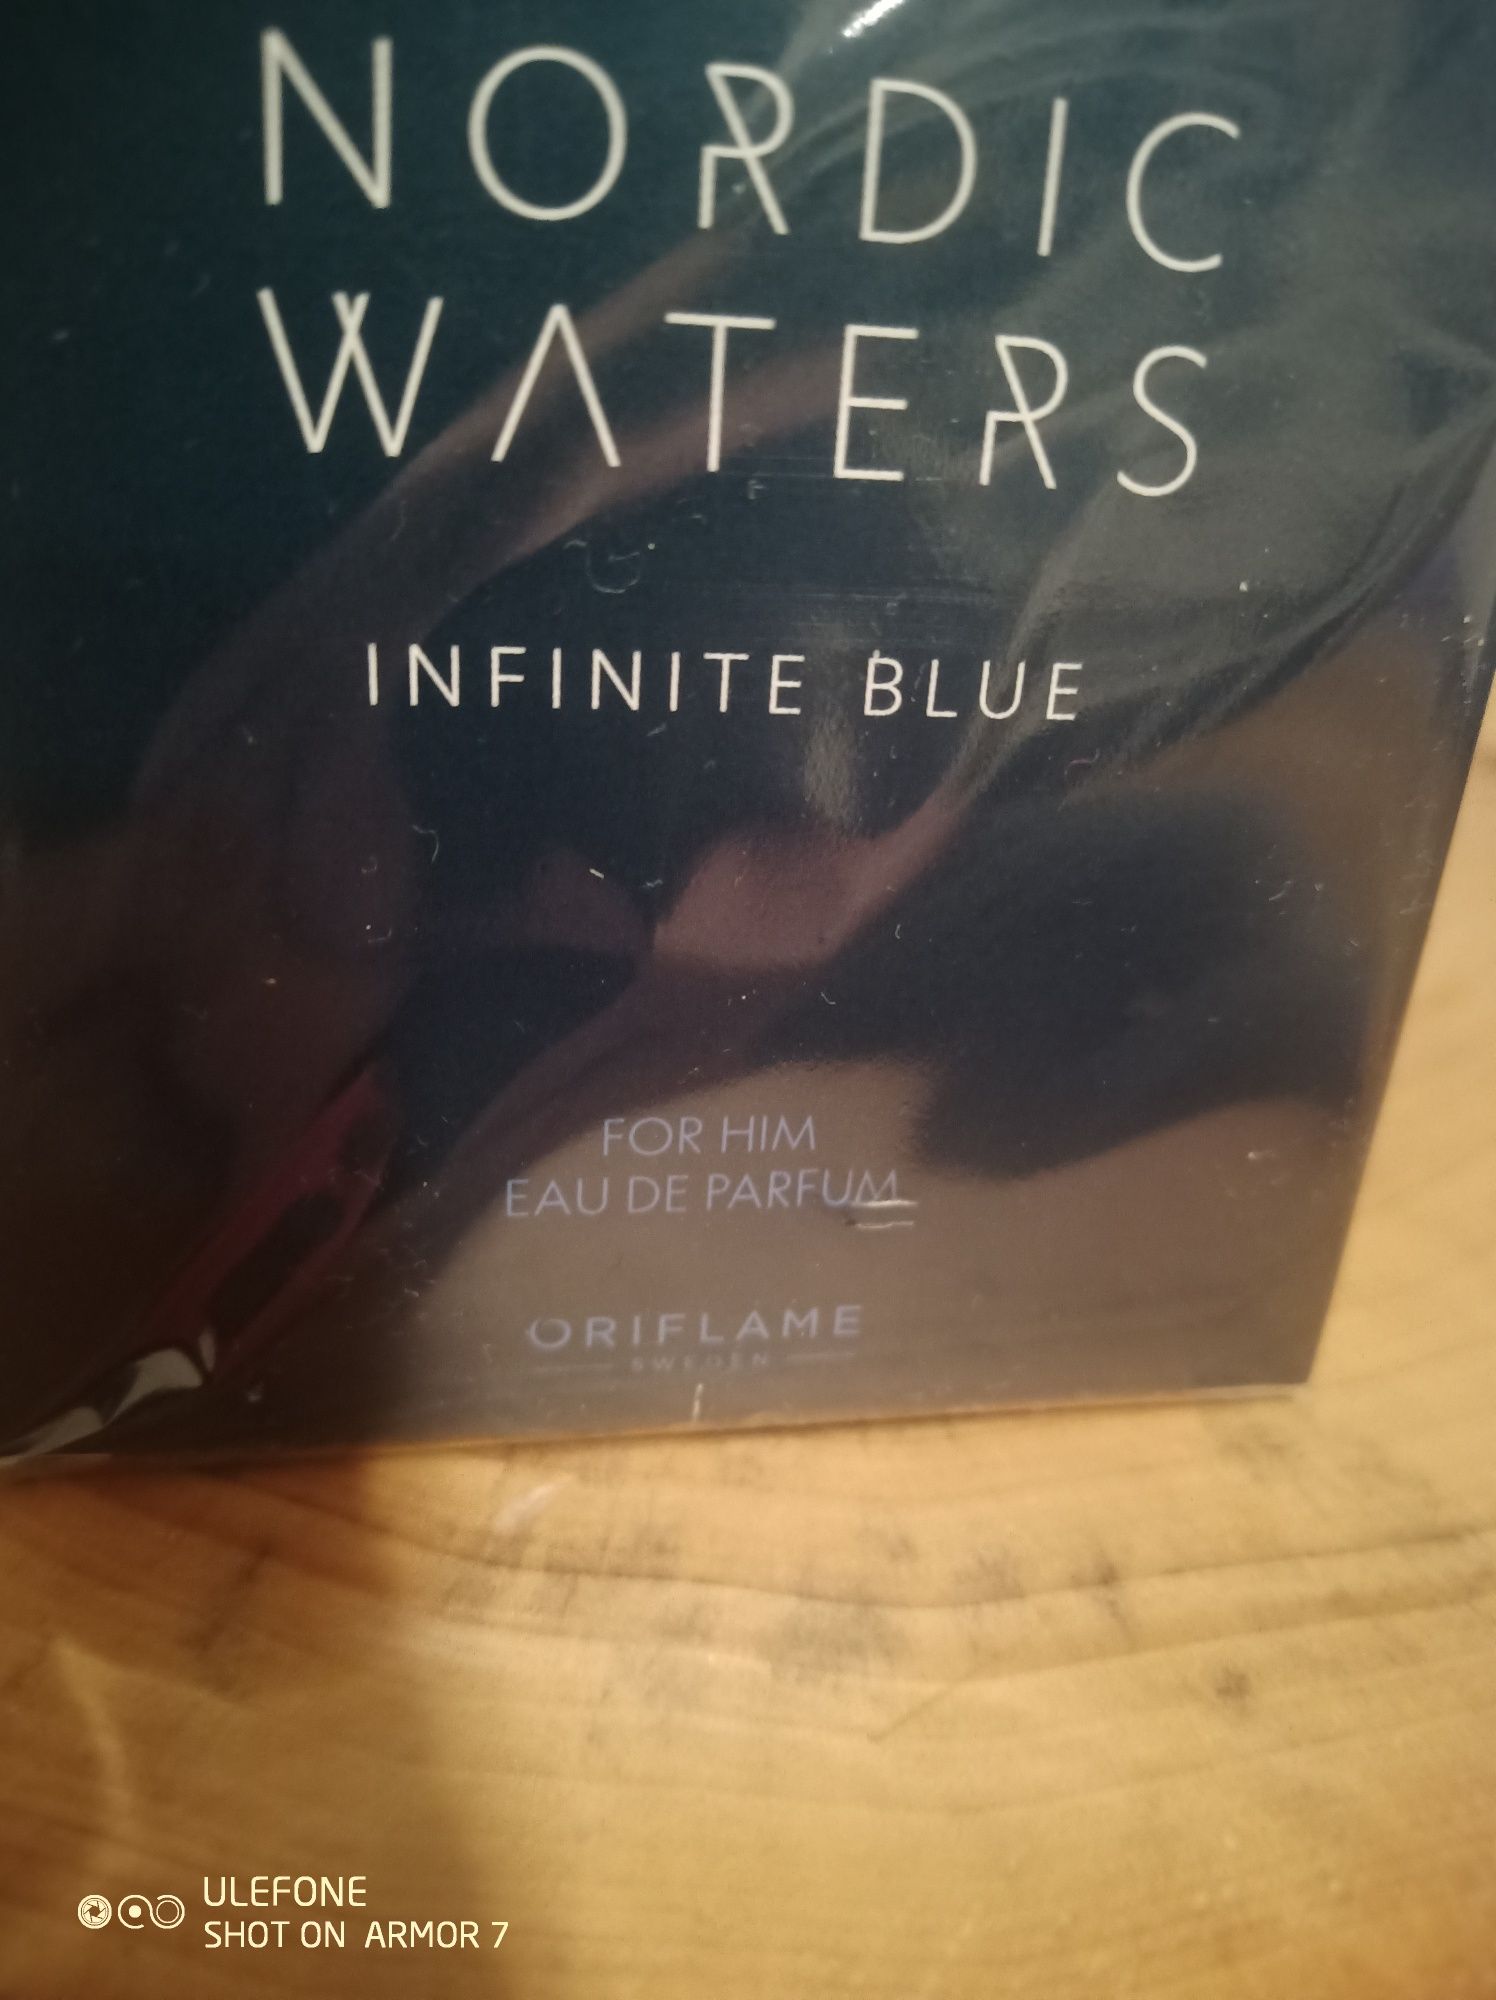 NORDIC
WATERS
INFINITE BLUE
FOR HIM
EAU DE PARFUM
ORIFLAME
SWEDEN
ULEFONE
SHOT ON ARMOR 7